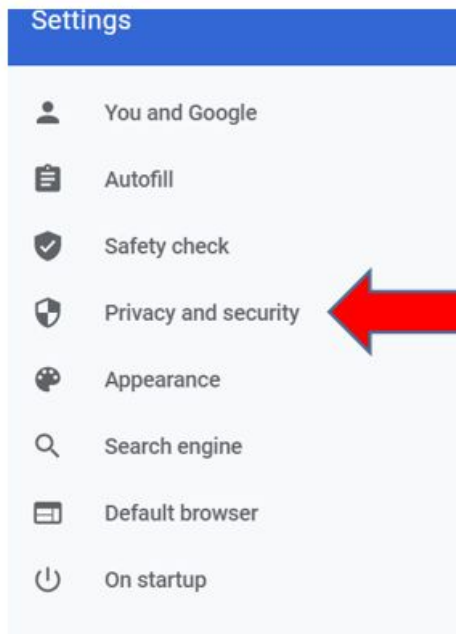 Settings
You and Google
Autofill
Safety check
Privacy and security
Appearance
Search engine
Default browser
On startup